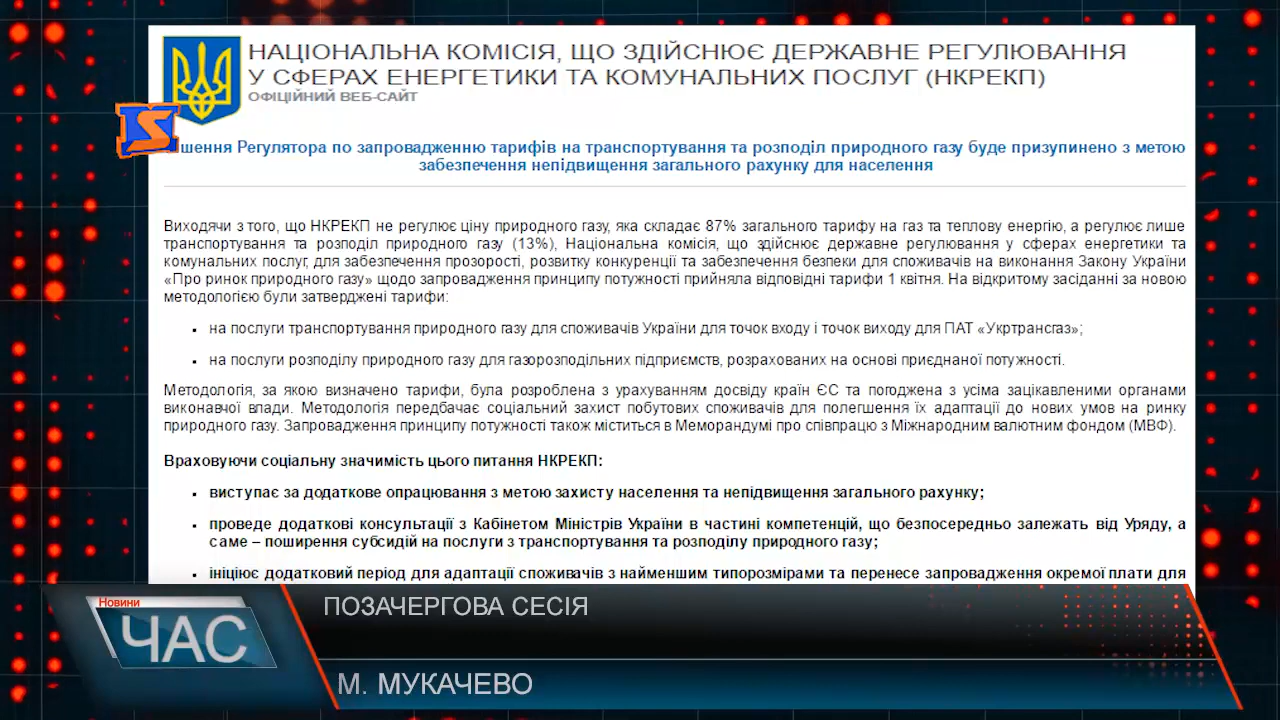 НАЦІОНАЛЬНА КОМІСІЯ, ЩО ЗДІЙСНЮЄ ДЕРЖАВНЕ РЕГУЛЮВАННЯ
У СФЕРАХ ЕНЕРГЕТИКИ ТА КОМУНАЛЬНИХ ПОСЛУГ (НКРЕКП)
ОФІЦІЙНИЙ ВЕБ-САЙТ
ішення Регулятора по запровадженню тарифів на транспортування та розподіл природного газу буде призупинено з метою
забезпечення непідвищення загального рахунку для населення
Виходячи з того, що НКРЕКП не регулює ціну природного газу, яка складає 87% загального тарифу на газ та теплову енергію, а регулює лише
транспортування та розподіл природного газу (13%), Національна комісія, що здійснює державне регулювання у сферах енергетики та
комунальних послуг, для забезпечення прозорості, розвитку конкуренції та забезпечення безпеки для споживачів на виконання Закону України
«Про ринок природного газу» щодо запровадження принципу потужності прийняла відповідні тарифи 1 квітня. На відкритому засіданні за новою
методологією були затверджені тарифи:
• на послуги транспортування природного газу для споживачів України для точок входу і точок виходу для ПАТ «Укртрансгаз»;
• на послуги розподілу природного газу для газорозподільних підприємств, розрахованих на основі приєднаної потужності.
Методологія, за якою визначено тарифи, була розроблена з урахуванням досвіду країн ЄС та погоджена з усіма зацікавленими органами
виконавчої влади. Методологія передбачає соціальний захист побутових споживачів для полегшення їх адаптації до нових умов на ринку
природного газу. Запровадження принципу потужності також міститься в Меморандумі про співпрацю з Міжнародним валютним фондом (МВФ).
Враховуючи соціальну значимість цього питання НКРЕКП:
• виступає за додаткове опрацювання з метою захисту населення та непідвищення загального рахунку;
• проведе додаткові консультації з Кабінетом Міністрів України в частині компетенцій, що безпосередньо залежать від Уряду, а
саме – поширення субсидій на послуги з транспортування та розподілу природного газу;
• ініціює додатковий період для адаптації споживачів з найменшим типорозмірами та перенесе запровадження окремої плати для
Новини
ЧАС
ПОЗАЧЕРГОВА СЕСІЯ
М. МУКАЧЕВО